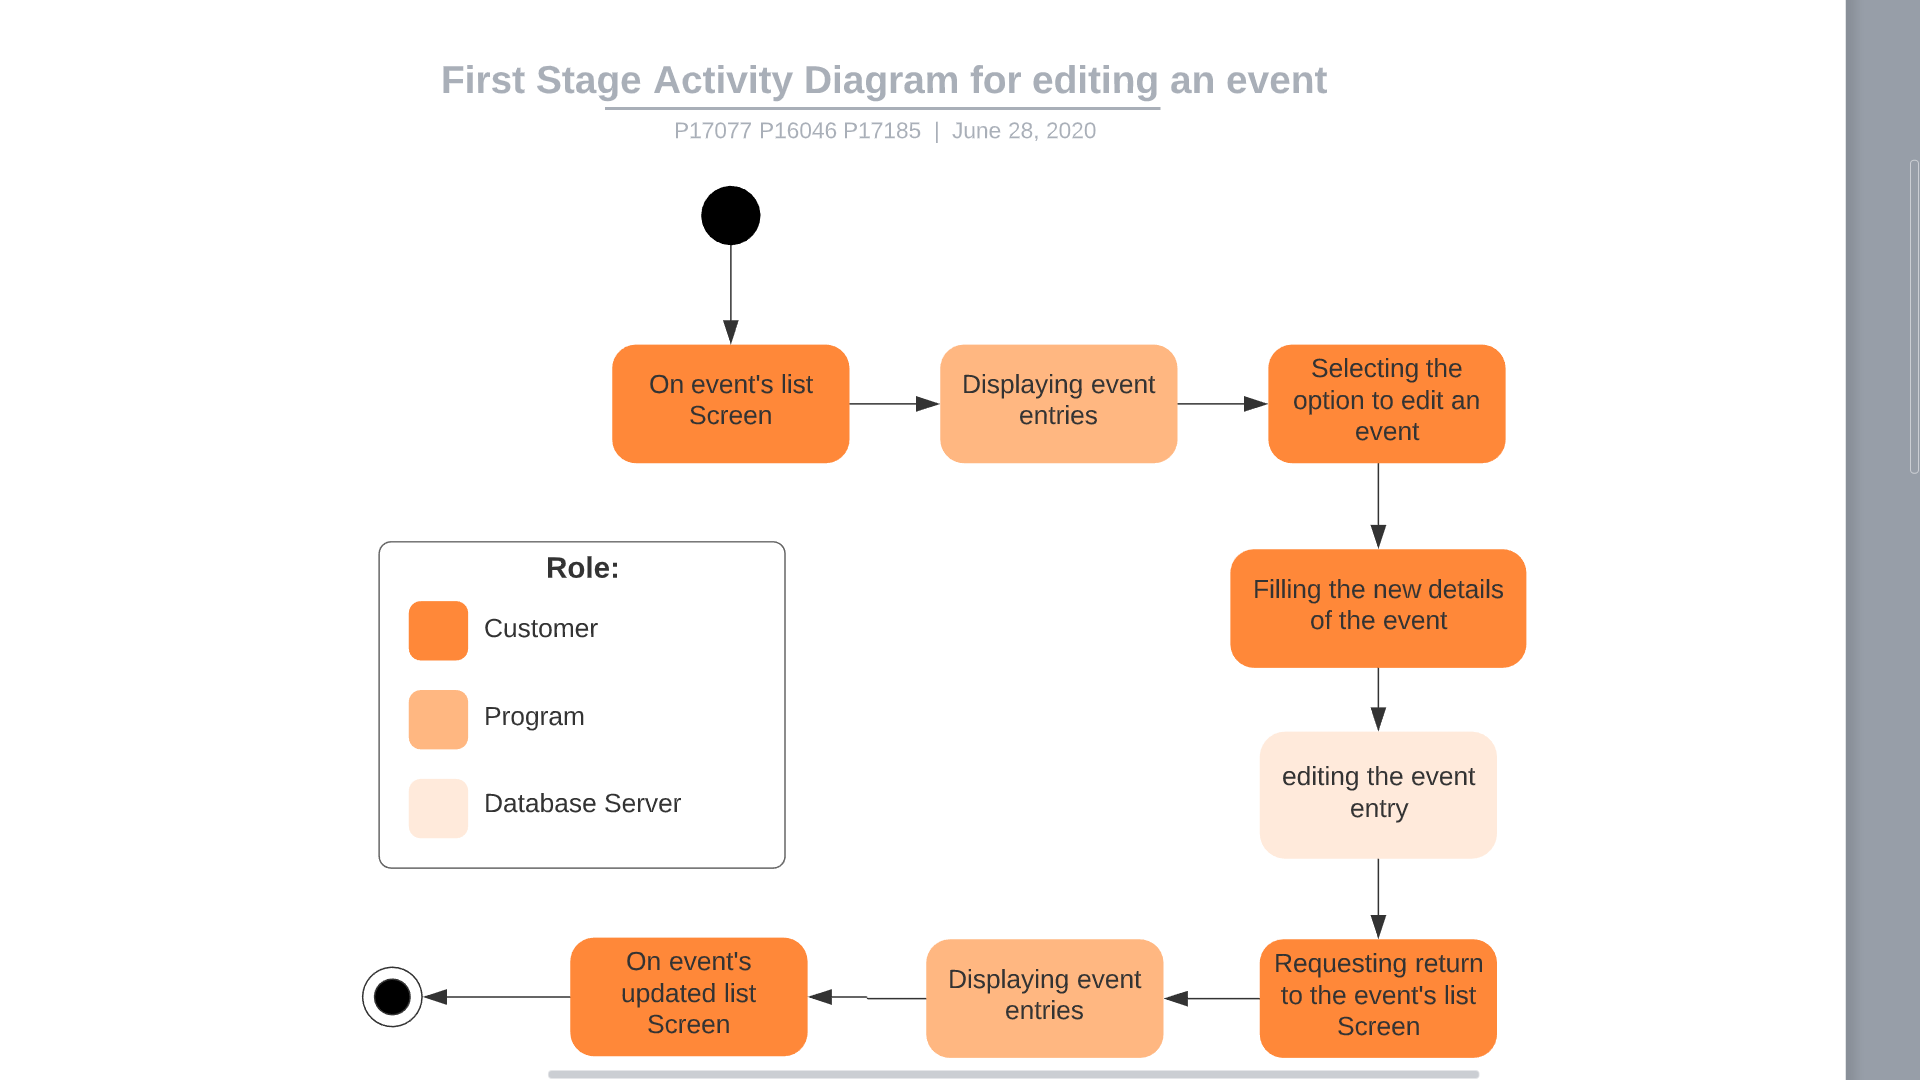 First Stage Activity Diagram for editing an event
P17077 P16046 P17185 | June 28, 2020
On event's list
Screen
Displaying event
entries
Selecting the
option to edit an
event
Filling the new details
of the event
Role:
Customer
Program
Database Server
editing the event
entry
Requesting return
to the event's list
Screen
Displaying event
entries
On event's
updated list
Screen